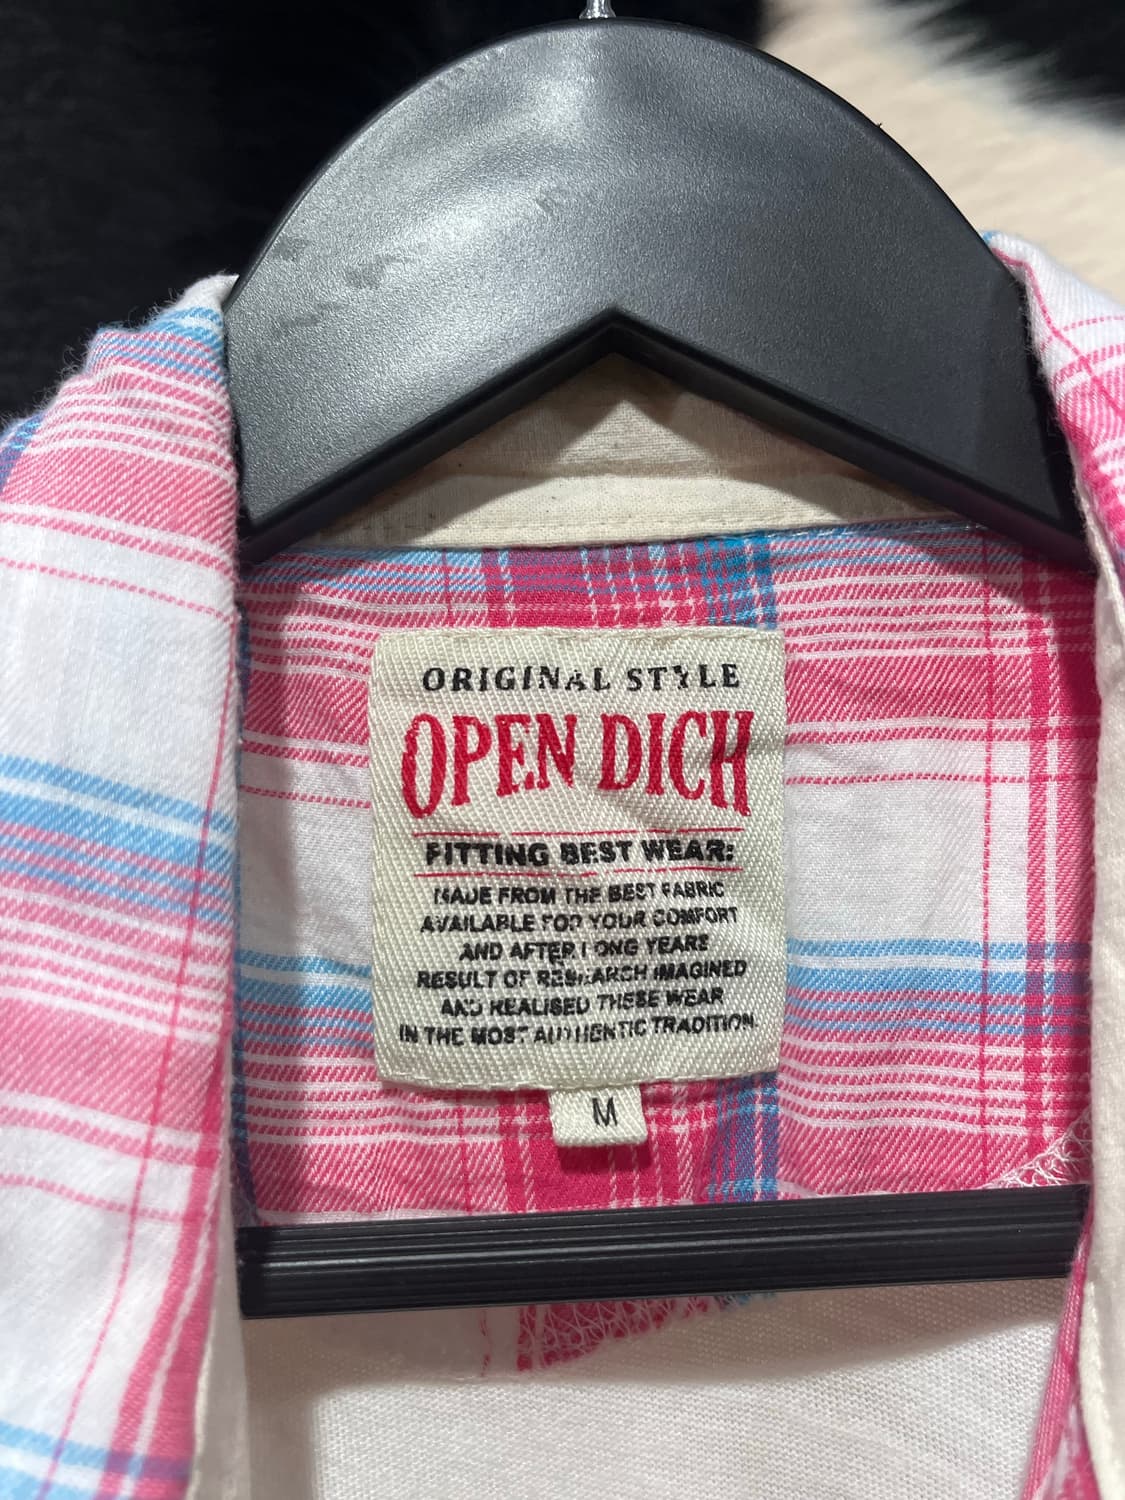 ORIGINAL STYLE
OPEN DICH
FITTING BEST WEAR:
MADE FROM THE BEST FABRIC
AVAILABLE FOR YOUR COMFORT
AND AFTER LONG YEARS
RESULT OF RESEARCH IMAGINED
AND REALISED THESE WEAR
IN THE MOST AUTHENTIC TRADITION.
M